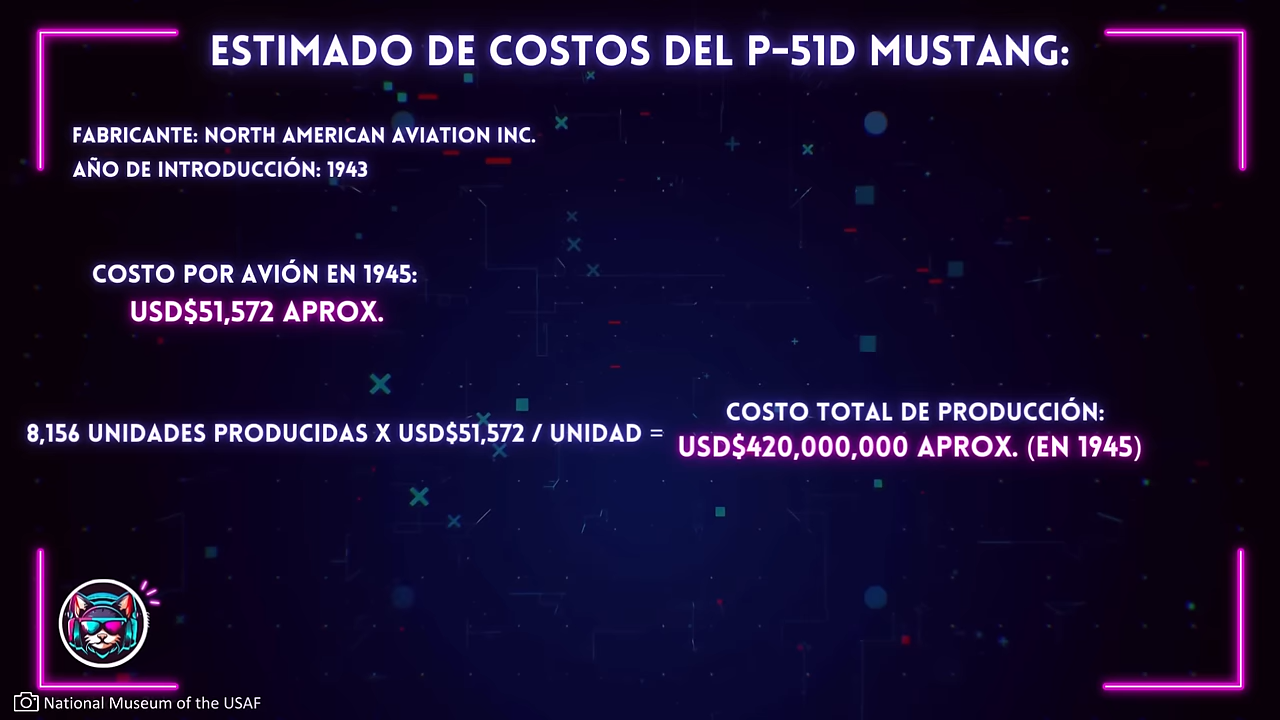 ESTIMADO DE COSTOS DEL P-51D MUSTANG:
FABRICANTE: NORTH AMERICAN AVIATION INC.
AÑO DE INTRODUCCIÓN: 1943
COSTO POR AVIÓN EN 1945:
USD$51,572 APROX.
8,156 UNIDADES PRODUCIDAS X USD$51,572 / UNIDAD =
COSTO TOTAL DE PRODUCCIÓN:
USD$420,000,000 APROX. (EN 1945)
National Museum of the USAF